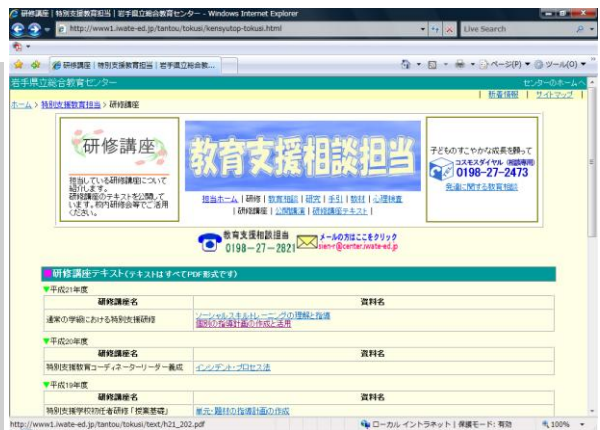 研修講座 | 特別支援教育担当 | 岩手県立総合教育センター - Windows Internet Explorer
http://www1.iwate-ed.jp/tantou/tokusi/kensyutop-tokusi.html
Live Search
研修講座 | 特別支援教育担当 | 岩手県立総合教...
ページ(P) ツール(O)
岩手県立総合教育センター
センターのホームへ
| 新着情報 | サイトマップ |
ホーム > 特別支援教育担当 > 研修講座
研修講座
担当している研修講座について
紹介します。
研修講座のテキストを公開して
います。校内研修会等でご活用
ください。
教育支援相談担当
担当ホーム | 研修 | 教育相談 | 研究 | 手引 | 教材 | 心理検査
| 研修講座 | 公開講演 | 研修講座テキスト |
子どものすこやかな成長を願って
コスモスダイヤル (相談専用)
0198-27-2473
発達に関する教育相談
教育支援相談担当
0198-27-2821
メールの方はここをクリック
sien-r@center.iwate-ed.jp
研修講座テキスト(テキストはすべてPDF形式です)
▼平成21年度
研修講座名 資料名
通常の学級における特別支援研修
ソーシャルスキルトレーニングの理解と指導
個別の指導計画の作成と活用
▼平成20年度
研修講座名 資料名
特別支援教育コーディネーターリーダー養成 インシデント・プロセス法
▼平成19年度
研修講座名 資料名
特別支援学校初任者研修「授業基礎」 単元・題材の指導計画の作成
http://www1.iwate-ed.jp/tantou/tokusi/text/h21_202.pdf
ローカル イントラネット | 保護モード: 有効
100%